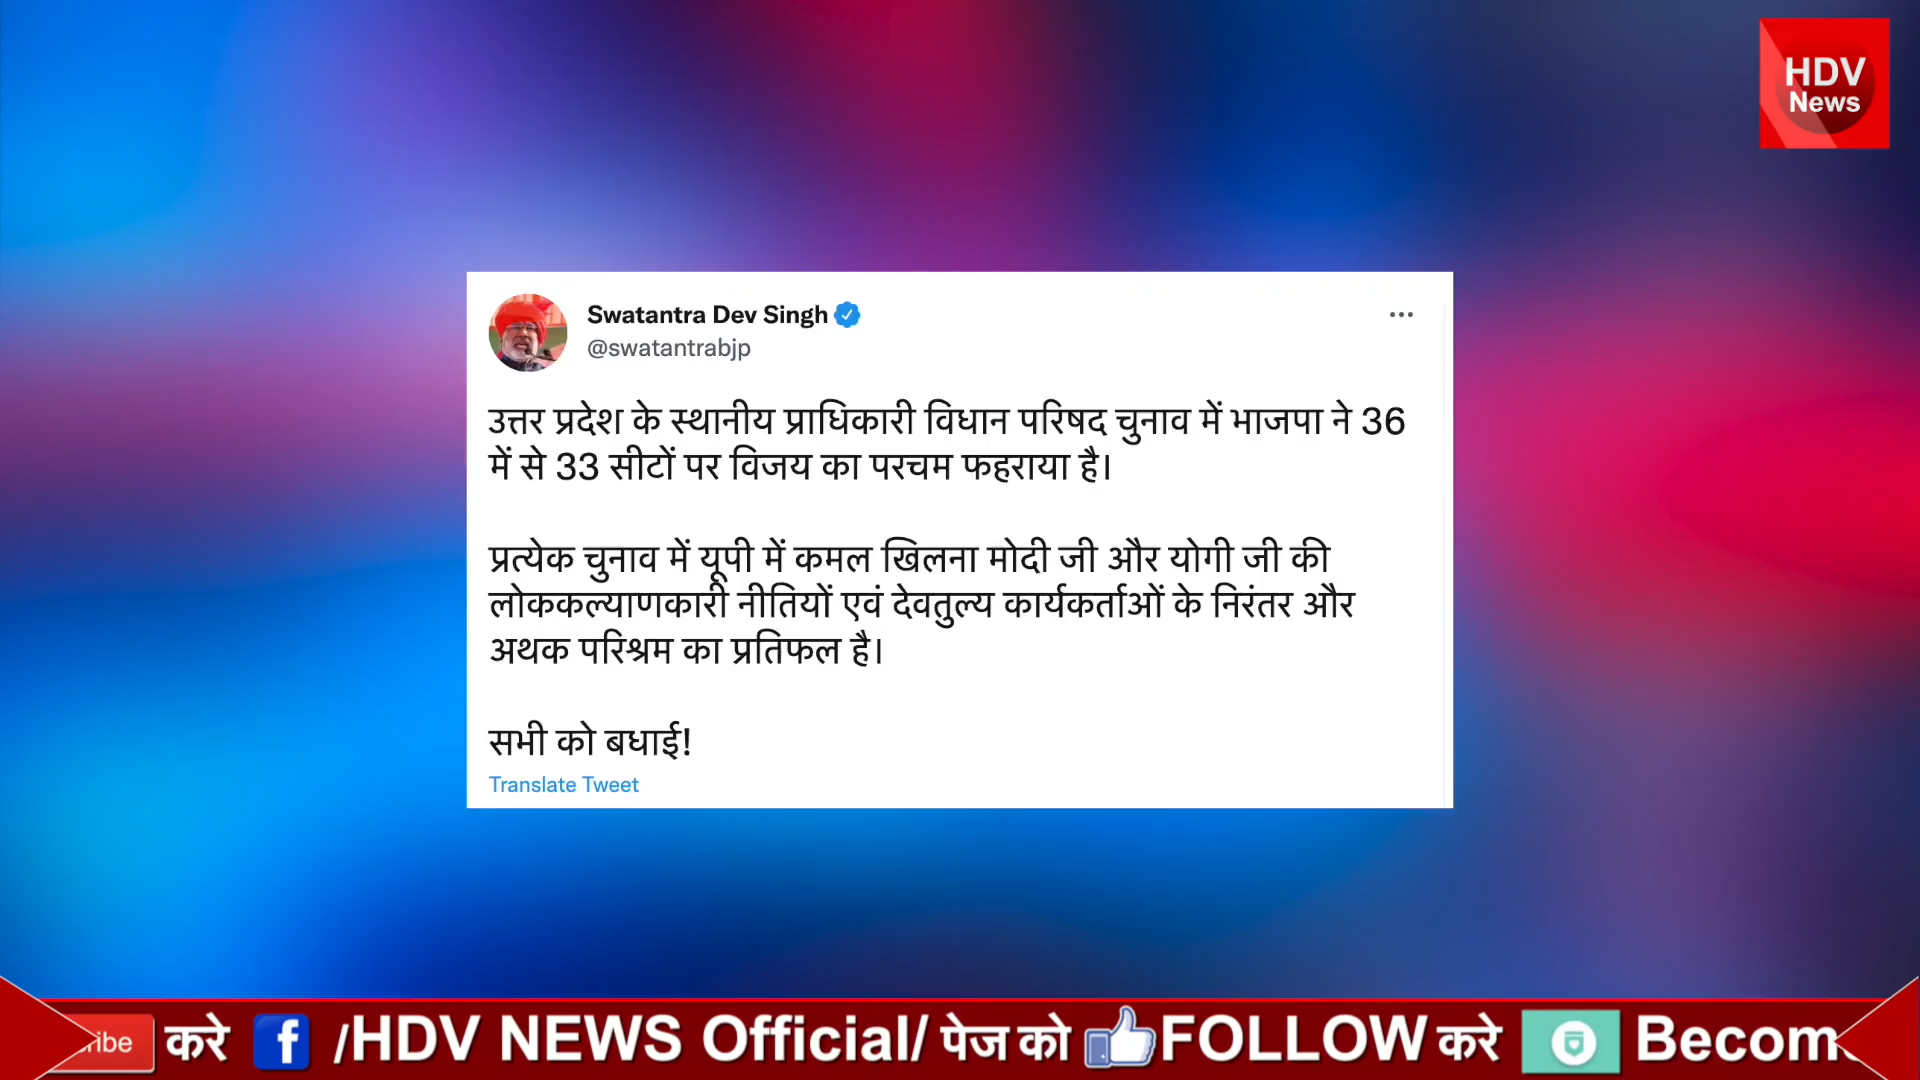 HDV
News
Swatantra Dev Singh
@swatantrabjp
उत्तर प्रदेश के स्थानीय प्राधिकारी विधान परिषद चुनाव में भाजपा ने 36
में से 33 सीटों पर विजय का परचम फहराया है।
प्रत्येक चुनाव में यूपी में कमल खिलना मोदी जी और योगी जी की
लोककल्याणकारी नीतियों एवं देवतुल्य कार्यकर्ताओं के निरंतर और
अथक परिश्रम का प्रतिफल है।
सभी को बधाई!
Translate Tweet
करे f /HDV NEWS Official/ पेज को FOLLOW करे